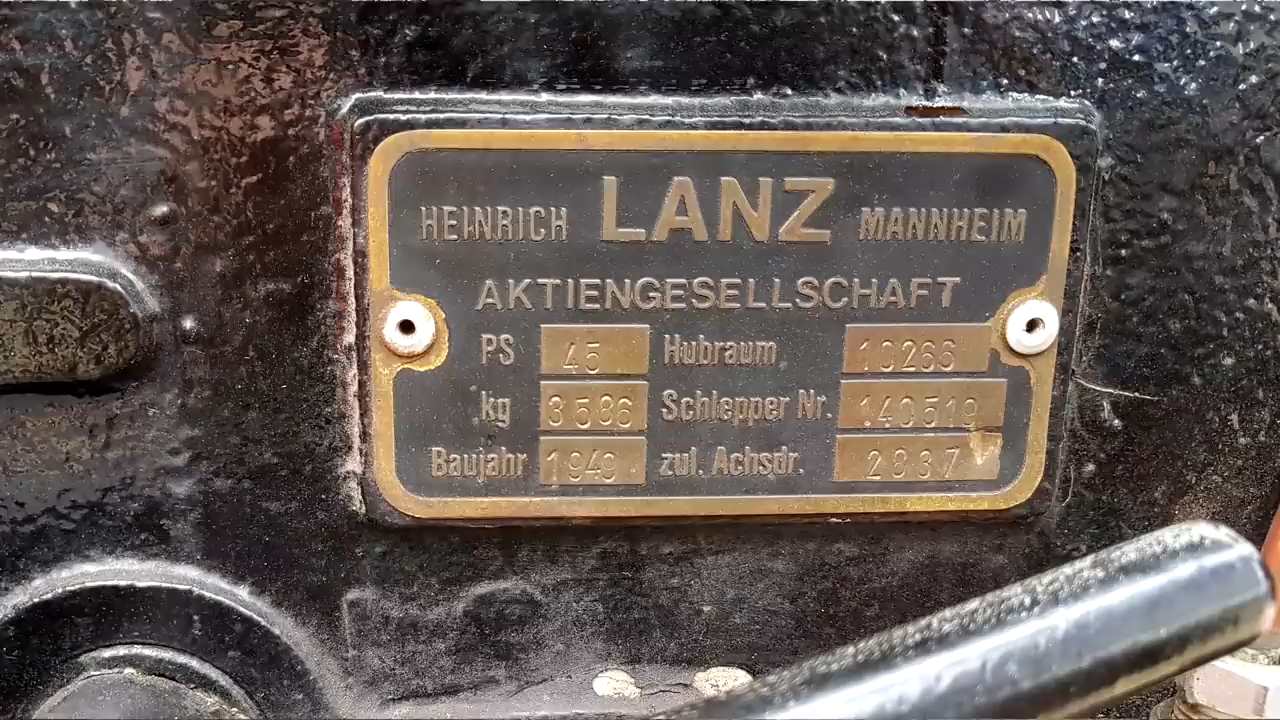 HEINRICH LANZ MANNHEIM
AKTIENGESELLSCHAFT
PS 45 Hubraum 10266
kg 3586 Schlepper Nr. 140519
Baujahr 1949 zul. Achsdr. 2837